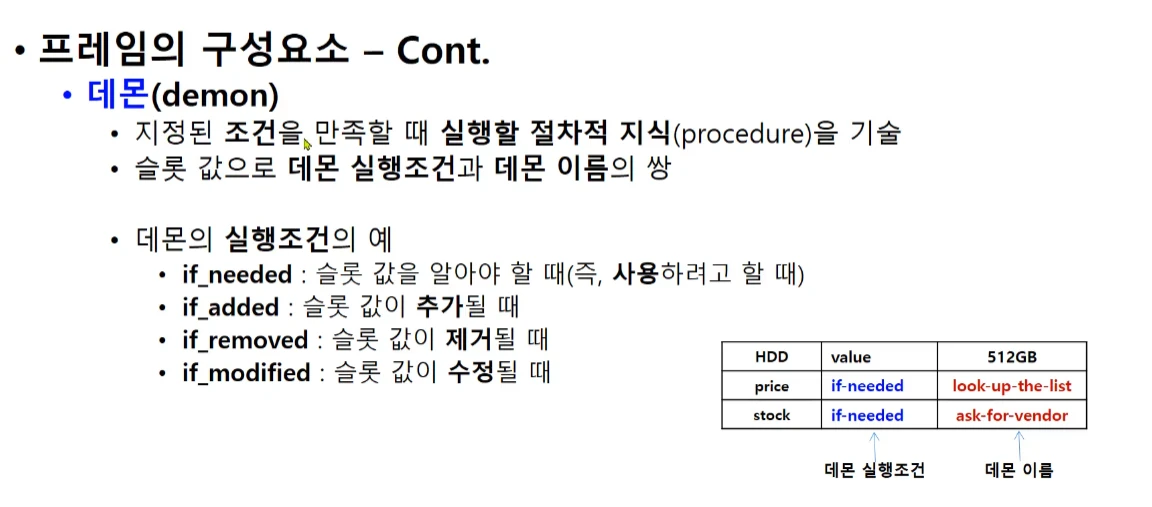 • 프레임의 구성요소 – Cont.
• 데몬(demon)
• 지정된 조건을 만족할 때 실행할 절차적 지식(procedure)을 기술
• 슬롯 값으로 데몬 실행조건과 데몬 이름의 쌍
• 데몬의 실행조건의 예
• if_needed : 슬롯 값을 알아야 할 때(즉, 사용하려고 할 때)
• if_added : 슬롯 값이 추가될 때
• if_removed : 슬롯 값이 제거될 때
• if_modified : 슬롯 값이 수정될 때
HDD value 512GB
price if-needed look-up-the-list
stock if-needed ask-for-vendor
데몬 실행조건 데몬 이름